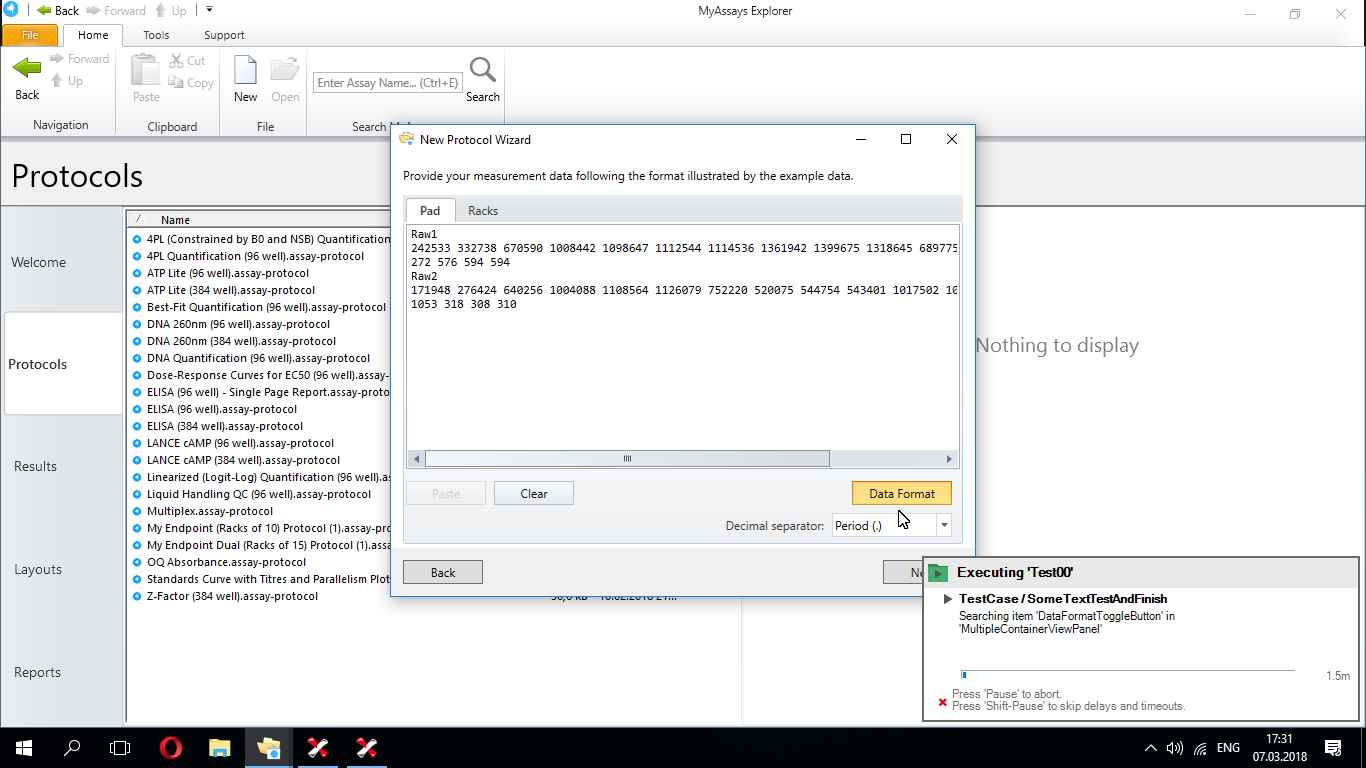 Back Forward Up
MyAssays Explorer
File Home Tools Support
Back
Forward
Up
Navigation
Paste
Cut
Copy
Clipboard
New
Open
File
Enter Assay Name... (Ctrl+E)
Search
Search
Protocols
Welcome
Protocols
Results
Layouts
Reports
Name
4PL (Constrained by B0 and NSB) Quantification
4PL Quantification (96 well).assay-protocol
ATP Lite (96 well).assay-protocol
ATP Lite (384 well).assay-protocol
Best-Fit Quantification (96 well).assay-protocol
DNA 260nm (96 well).assay-protocol
DNA 260nm (384 well).assay-protocol
DNA Quantification (96 well).assay-protocol
Dose-Response Curves for EC50 (96 well).assay-
ELISA (96 well) - Single Page Report.assay-proto
ELISA (96 well).assay-protocol
ELISA (384 well).assay-protocol
LANCE cAMP (96 well).assay-protocol
LANCE cAMP (384 well).assay-protocol
Linearized (Logit-Log) Quantification (96 well).as
Liquid Handling QC (96 well).assay-protocol
Multiplex.assay-protocol
My Endpoint (Racks of 10) Protocol (1).assay-pro
My Endpoint Dual (Racks of 15) Protocol (1).assa
OQ Absorbance.assay-protocol
Standards Curve with Titres and Parallelism Plot
Z-Factor (384 well).assay-protocol
New Protocol Wizard
Provide your measurement data following the format illustrated by the example data.
Pad Racks
Raw1
242533 332738 670590 1008442 1098647 1112544 1114536 1361942 1399675 1318645 689775
272 576 594 594
Raw2
171948 276424 640256 1004088 1108564 1126079 752220 520075 544754 543401 1017502 10
1053 318 308 310
Paste Clear Data Format
Decimal separator: Period (.)
Back Ne
Nothing to display
Executing 'Test00'
TestCase / SomeTextTestAndFinish
Searching item 'DataFormatToggleButton' in
'MultipleContainerViewPanel'
1.5m
Press 'Pause' to abort.
Press 'Shift-Pause' to skip delays and timeouts.
ENG
17:31
07.03.2018